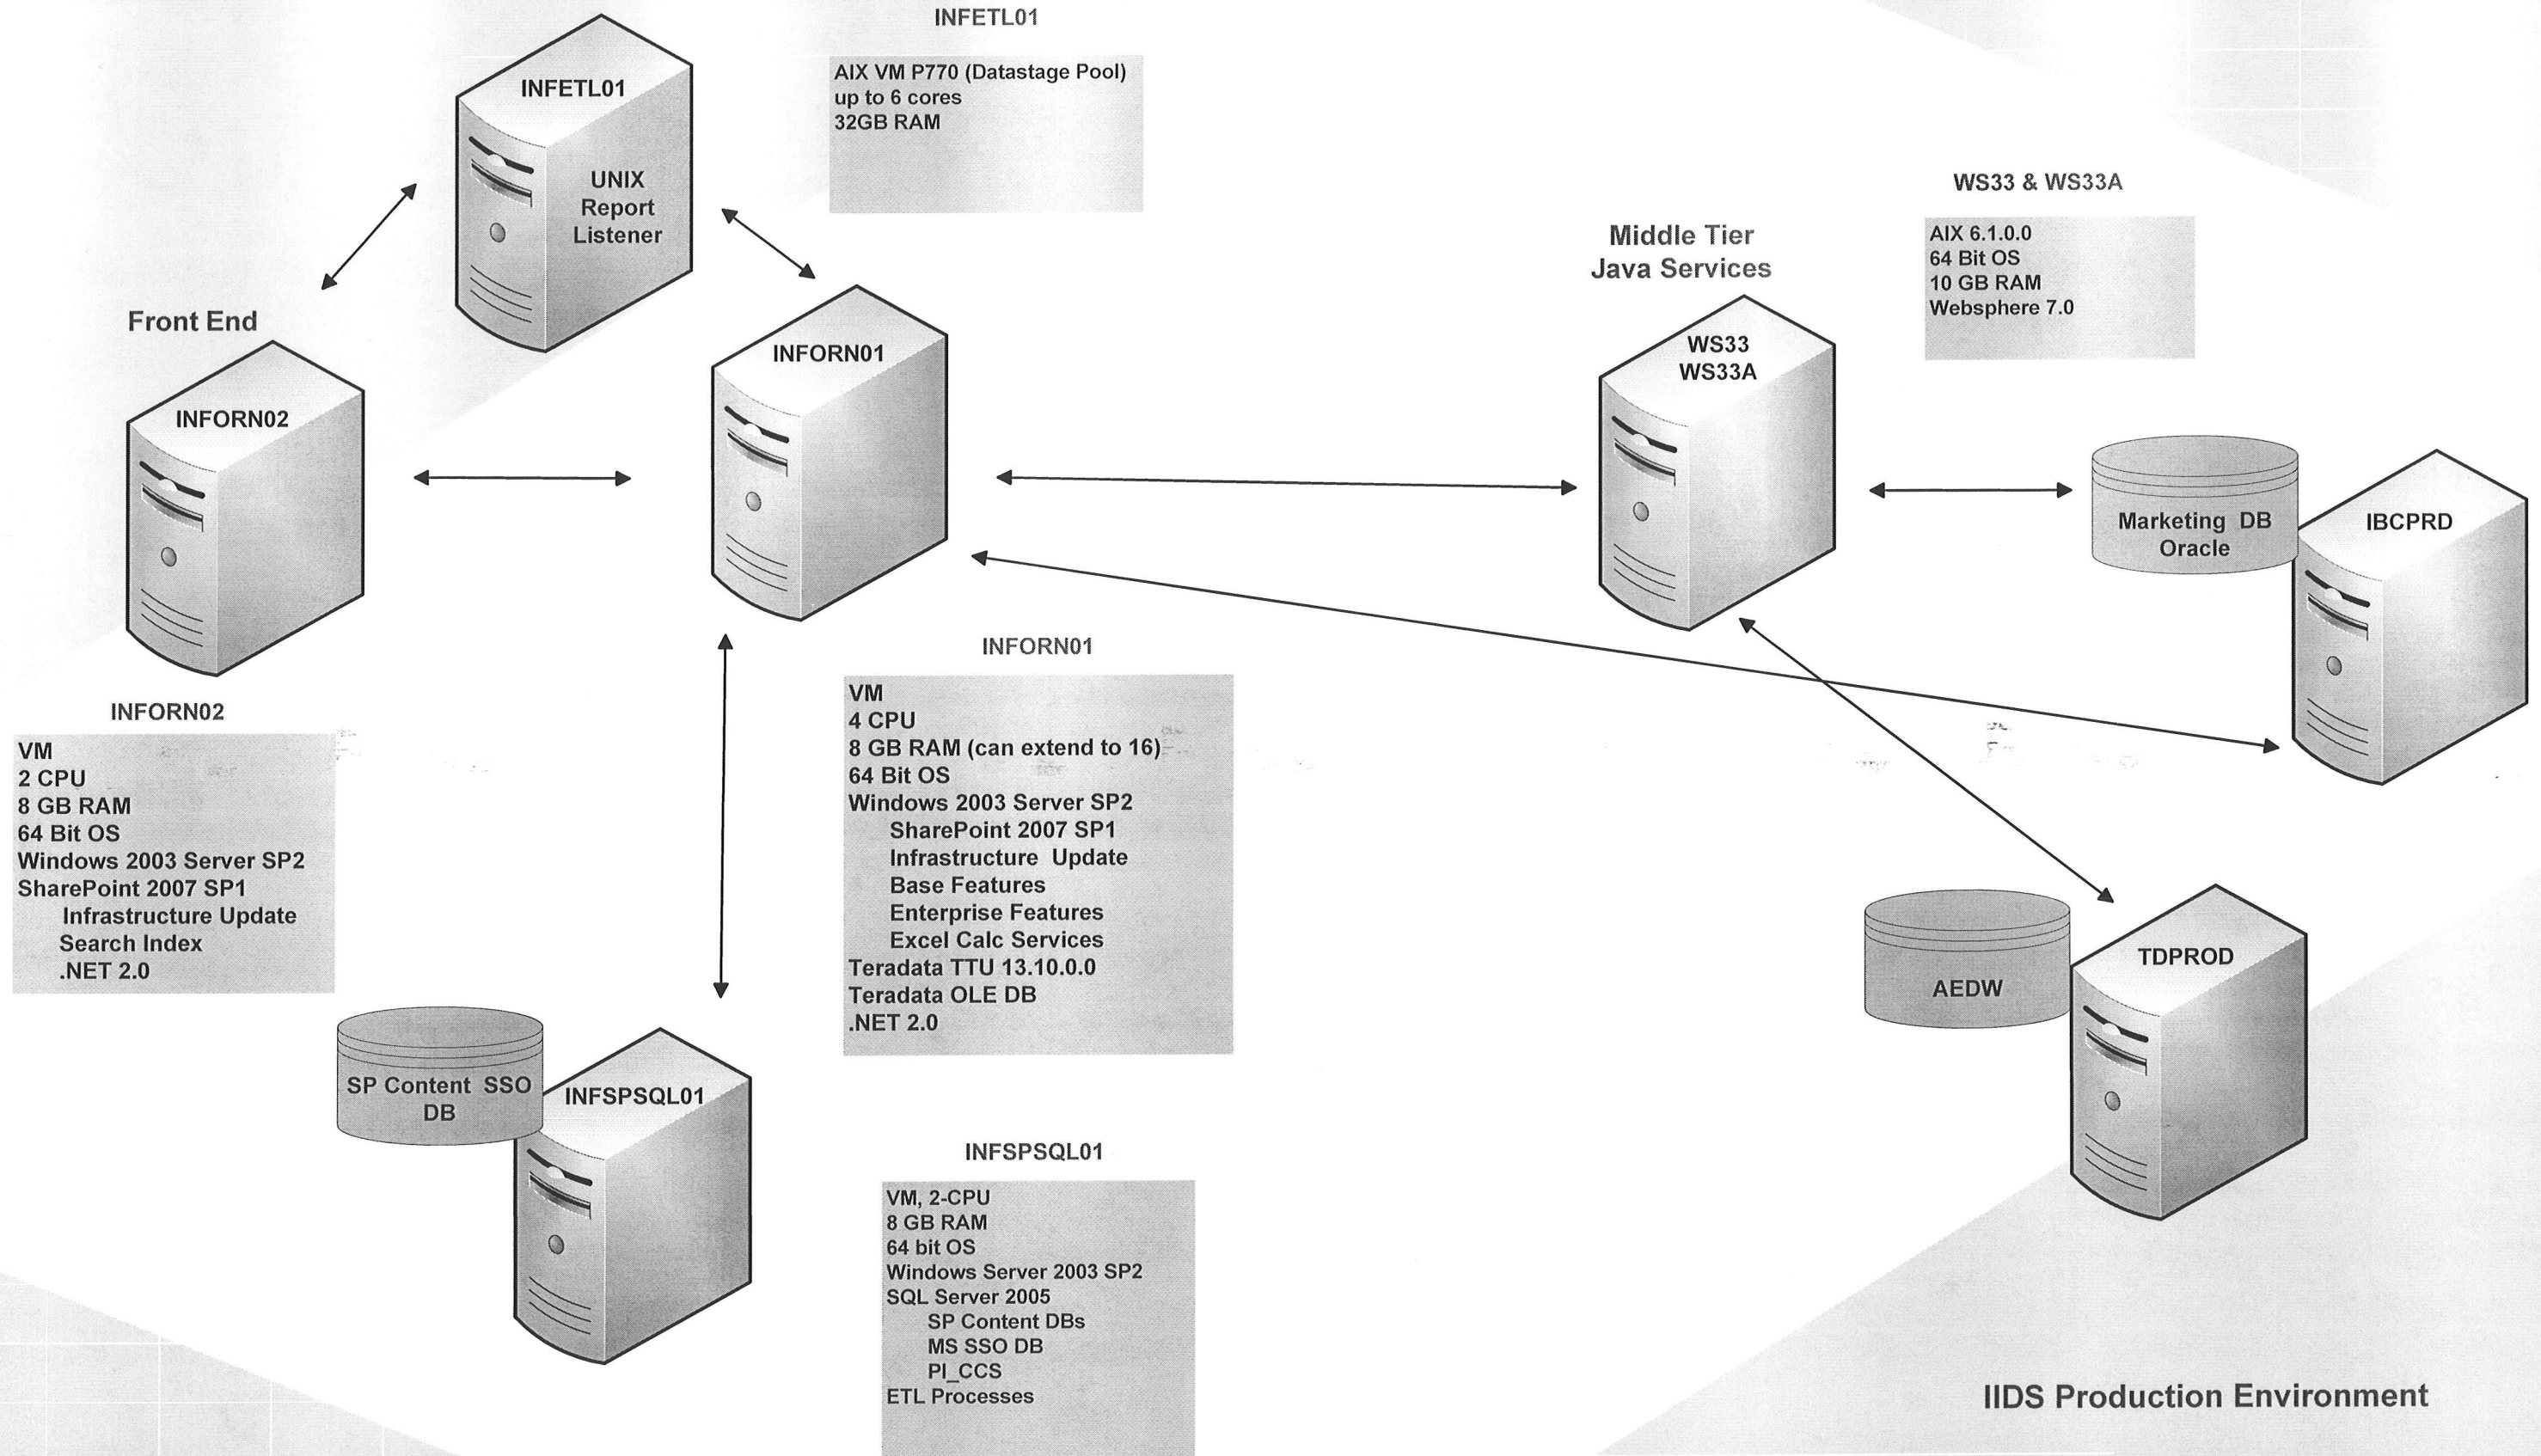 INFETL01
AIX VM P770 (Datastage Pool)
up to 6 cores
32GB RAM
INFETL01
UNIX
Report
Listener
WS33 & WS33A
AIX 6.1.0.0
64 Bit OS
10 GB RAM
Websphere 7.0
Middle Tier
Java Services
Front End
INFORN02
INFORN01
WS33
WS33A
Marketing DB
Oracle
IBCPRD
INFORN02
VM
2 CPU
8 GB RAM
64 Bit OS
Windows 2003 Server SP2
SharePoint 2007 SP1
Infrastructure Update
Search Index
.NET 2.0
INFORN01
VM
4 CPU
8 GB RAM (can extend to 16)
64 Bit OS
Windows 2003 Server SP2
SharePoint 2007 SP1
Infrastructure Update
Base Features
Enterprise Features
Excel Calc Services
Teradata TTU 13.10.0.0
Teradata OLE DB
.NET 2.0
AEDW
TDPROD
SP Content SSO
DB
INFSPSQL01
INFSPSQL01
VM, 2-CPU
8 GB RAM
64 bit OS
Windows Server 2003 SP2
SQL Server 2005
SP Content DBs
MS SSO DB
PI_CCS
ETL Processes
IIDS Production Environment